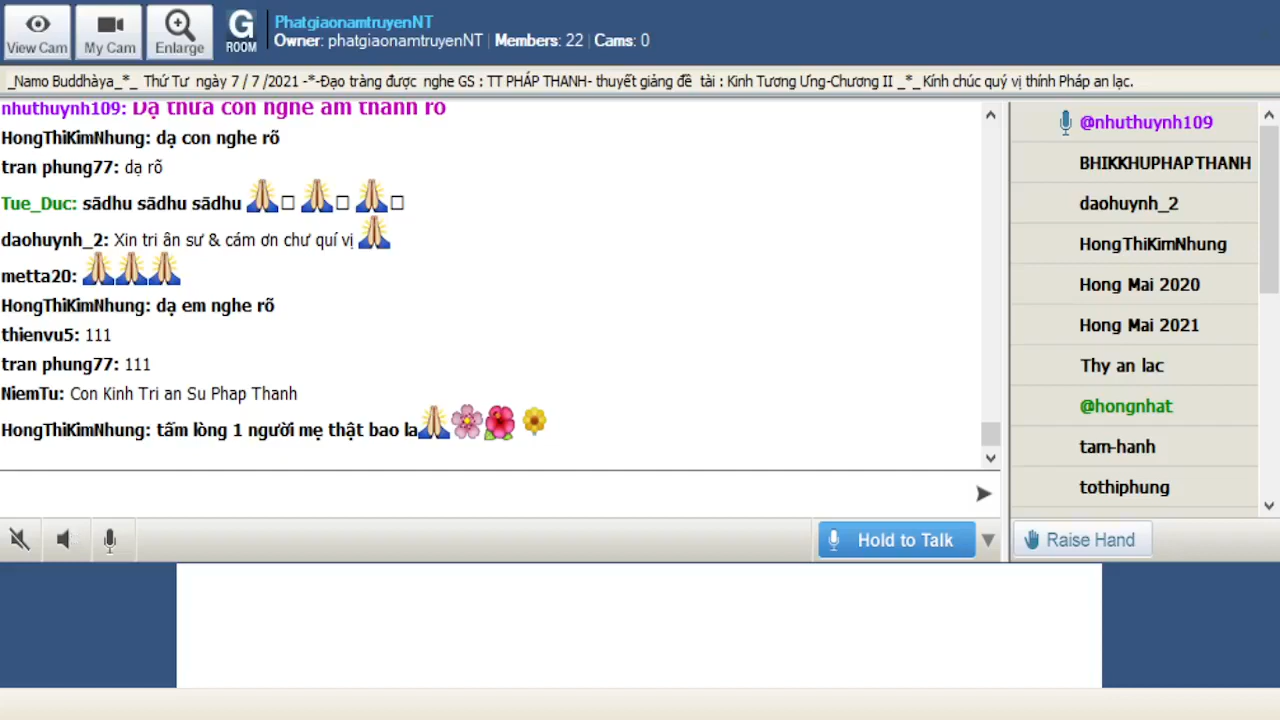 View Cam
My Cam
Enlarge
G
ROOM
PhatgiaonamtruyenNT
Owner: phatgiaonamtruyenNT | Members: 22 | Cams: 0
_Namo Buddhàya_*_ Thứ Tư ngày 7 / 7 /2021 -*-Đạo tràng được nghe GS : TT PHÁP THANH- thuyết giảng đề tài : Kinh Tương Ưng-Chương II _*_Kính chúc quý vị thính Pháp an lạc.
nhuthuynh109: Dạ thưa con nghe âm thanh rõ
HongThiKimNhung: dạ con nghe rõ
tran phung77: dạ rõ
Tue_Duc: sādhu sādhu sādhu
daohuynh_2: Xin tri ân sư & cám ơn chư quí vị
metta20:
HongThiKimNhung: dạ em nghe rõ
thienvu5: 111
tran phung77: 111
NiemTu: Con Kinh Tri an Su Phap Thanh
HongThiKimNhung: tấm lòng 1 người mẹ thật bao la
@nhuthuynh109
BHIKKHUPHAPTHANH
daohuynh_2
HongThiKimNhung
Hong Mai 2020
Hong Mai 2021
Thy an lac
@hongnhat
tam-hanh
tothiphung
Hold to Talk
Raise Hand